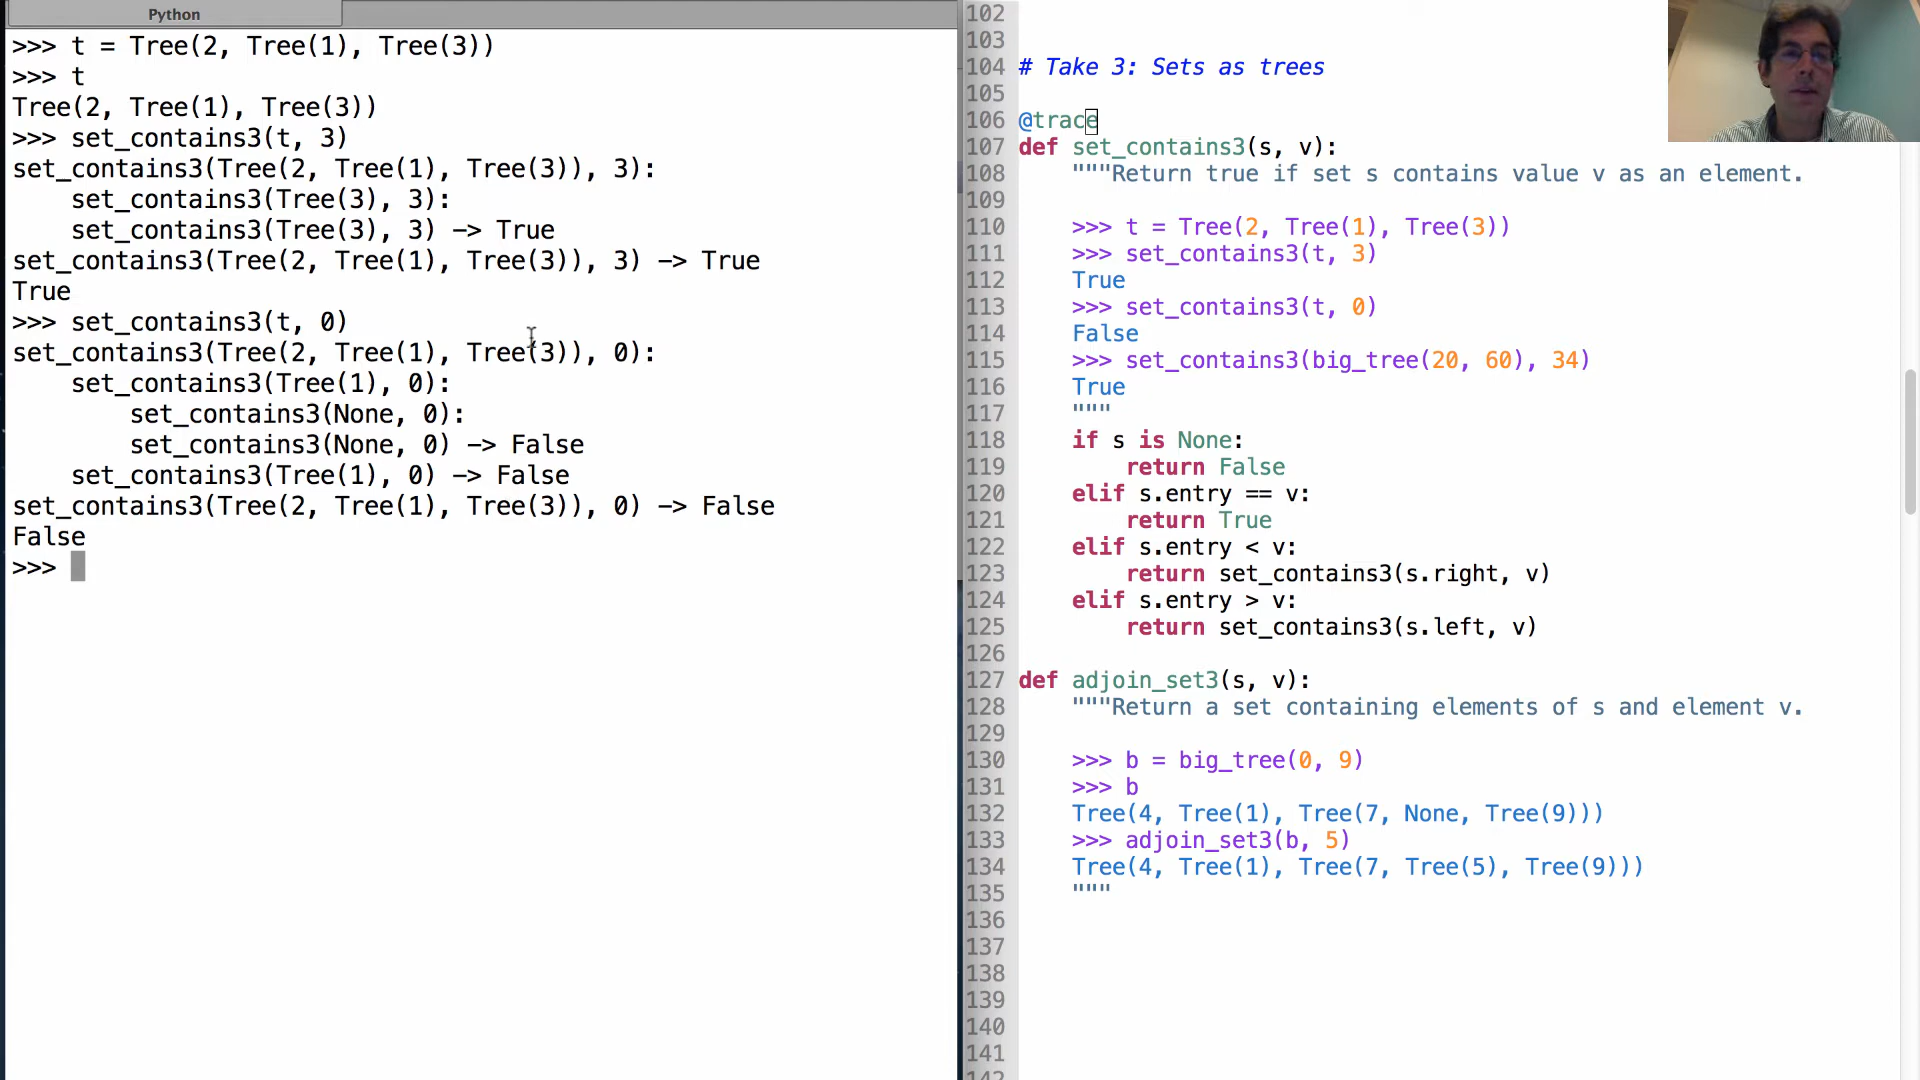 Python
>>> t = Tree(2, Tree(1), Tree(3))
>>> t
Tree(2, Tree(1), Tree(3))
>>> set_contains3(t, 3)
set_contains3(Tree(2, Tree(1), Tree(3)), 3):
    set_contains3(Tree(3), 3):
    set_contains3(Tree(3), 3) -> True
set_contains3(Tree(2, Tree(1), Tree(3)), 3) -> True
True
>>> set_contains3(t, 0)
set_contains3(Tree(2, Tree(1), Tree(3)), 0):
    set_contains3(Tree(1), 0):
        set_contains3(None, 0):
        set_contains3(None, 0) -> False
    set_contains3(Tree(1), 0) -> False
set_contains3(Tree(2, Tree(1), Tree(3)), 0) -> False
False
>>>
102
103
104 # Take 3: Sets as trees
105
106 @trace
107 def set_contains3(s, v):
108     """Return true if set s contains value v as an element.
109
110     >>> t = Tree(2, Tree(1), Tree(3))
111     >>> set_contains3(t, 3)
112     True
113     >>> set_contains3(t, 0)
114     False
115     >>> set_contains3(big_tree(20, 60), 34)
116     True
117     """
118     if s is None:
119         return False
120     elif s.entry == v:
121         return True
122     elif s.entry < v:
123         return set_contains3(s.right, v)
124     elif s.entry > v:
125         return set_contains3(s.left, v)
126
127 def adjoin_set3(s, v):
128     """Return a set containing elements of s and element v.
129
130     >>> b = big_tree(0, 9)
131     >>> b
132     Tree(4, Tree(1), Tree(7, None, Tree(9)))
133     >>> adjoin_set3(b, 5)
134     Tree(4, Tree(1), Tree(7, Tree(5), Tree(9)))
135     """
136
137
138
139
140
141
142